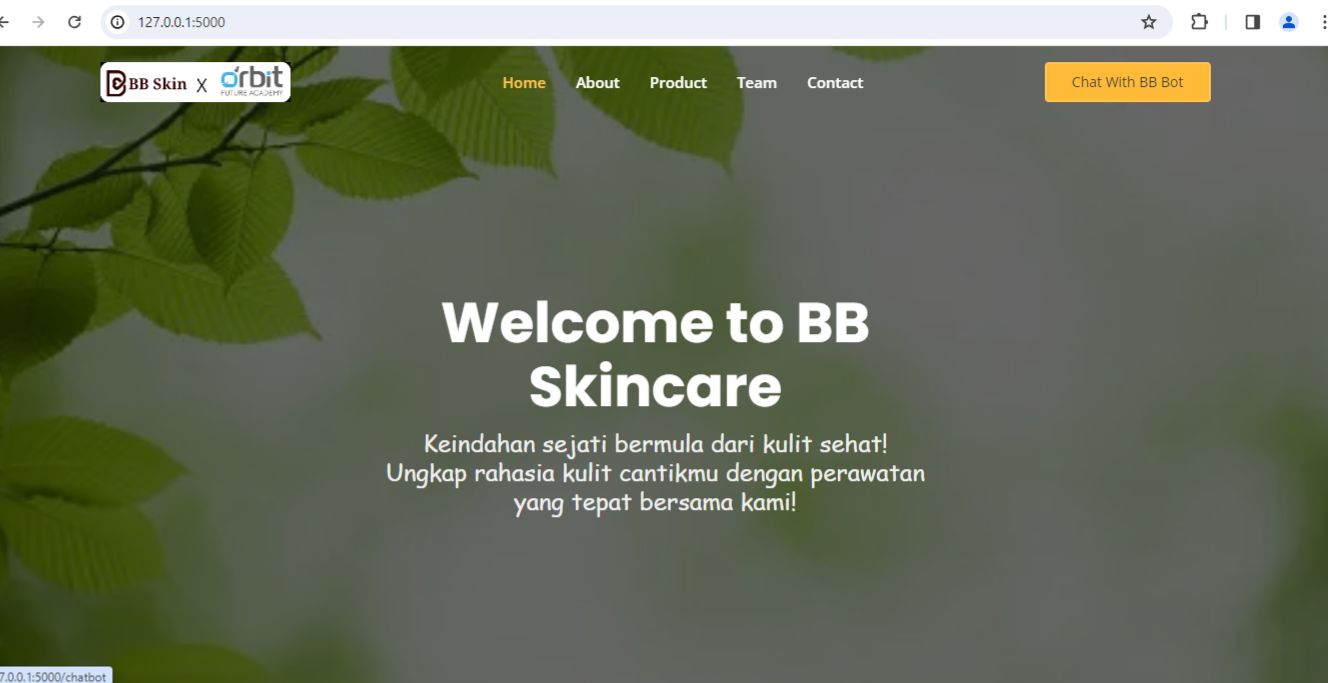 127.0.0.1:5000
BB Skin X orbit
FUTURE ACADEMY
Home About Product Team Contact
Chat With BB Bot
Welcome to BB
Skincare
Keindahan sejati bermula dari kulit sehat!
Ungkap rahasia kulit cantikmu dengan perawatan
yang tepat bersama kami!
7.0.0.1:5000/chatbot